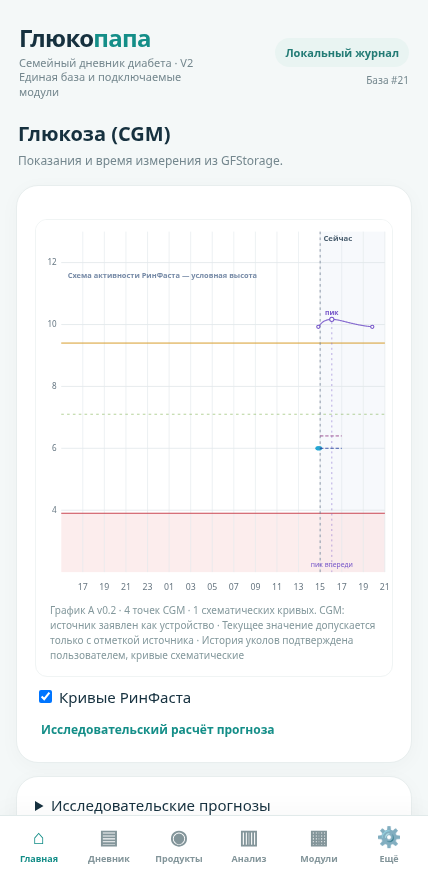 Глюкопапа
Семейный дневник диабета · V2
Единая база и подключаемые
модули
Локальный журнал
База #21
Глюкоза (CGM)
Показания и время измерения из GFStorage.
Сейчас
12
Схема активности РинФаста — условная высота
пик
10
8
6
4
пик впереди
17 19 21 23 01 03 05 07 09 11 13 15 17 19 21
График A v0.2 · 4 точек CGM · 1 схематических кривых. CGM:
источник заявлен как устройство · Текущее значение допускается
только с отметкой источника · История уколов подтверждена
пользователем, кривые схематические
Кривые РинФаста
Исследовательский расчёт прогноза
Исследовательские прогнозы
Главная
Дневник
Продукты
Анализ
Модули
Ещё